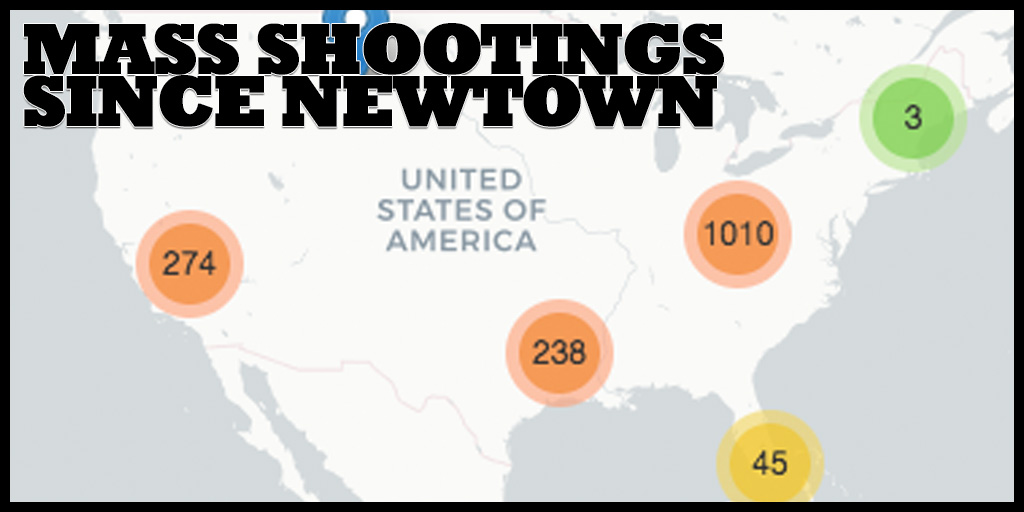 MASS SHOOTINGS
SINCE NEWTOWN
3
UNITED
STATES OF
AMERICA
1010
274
238
45